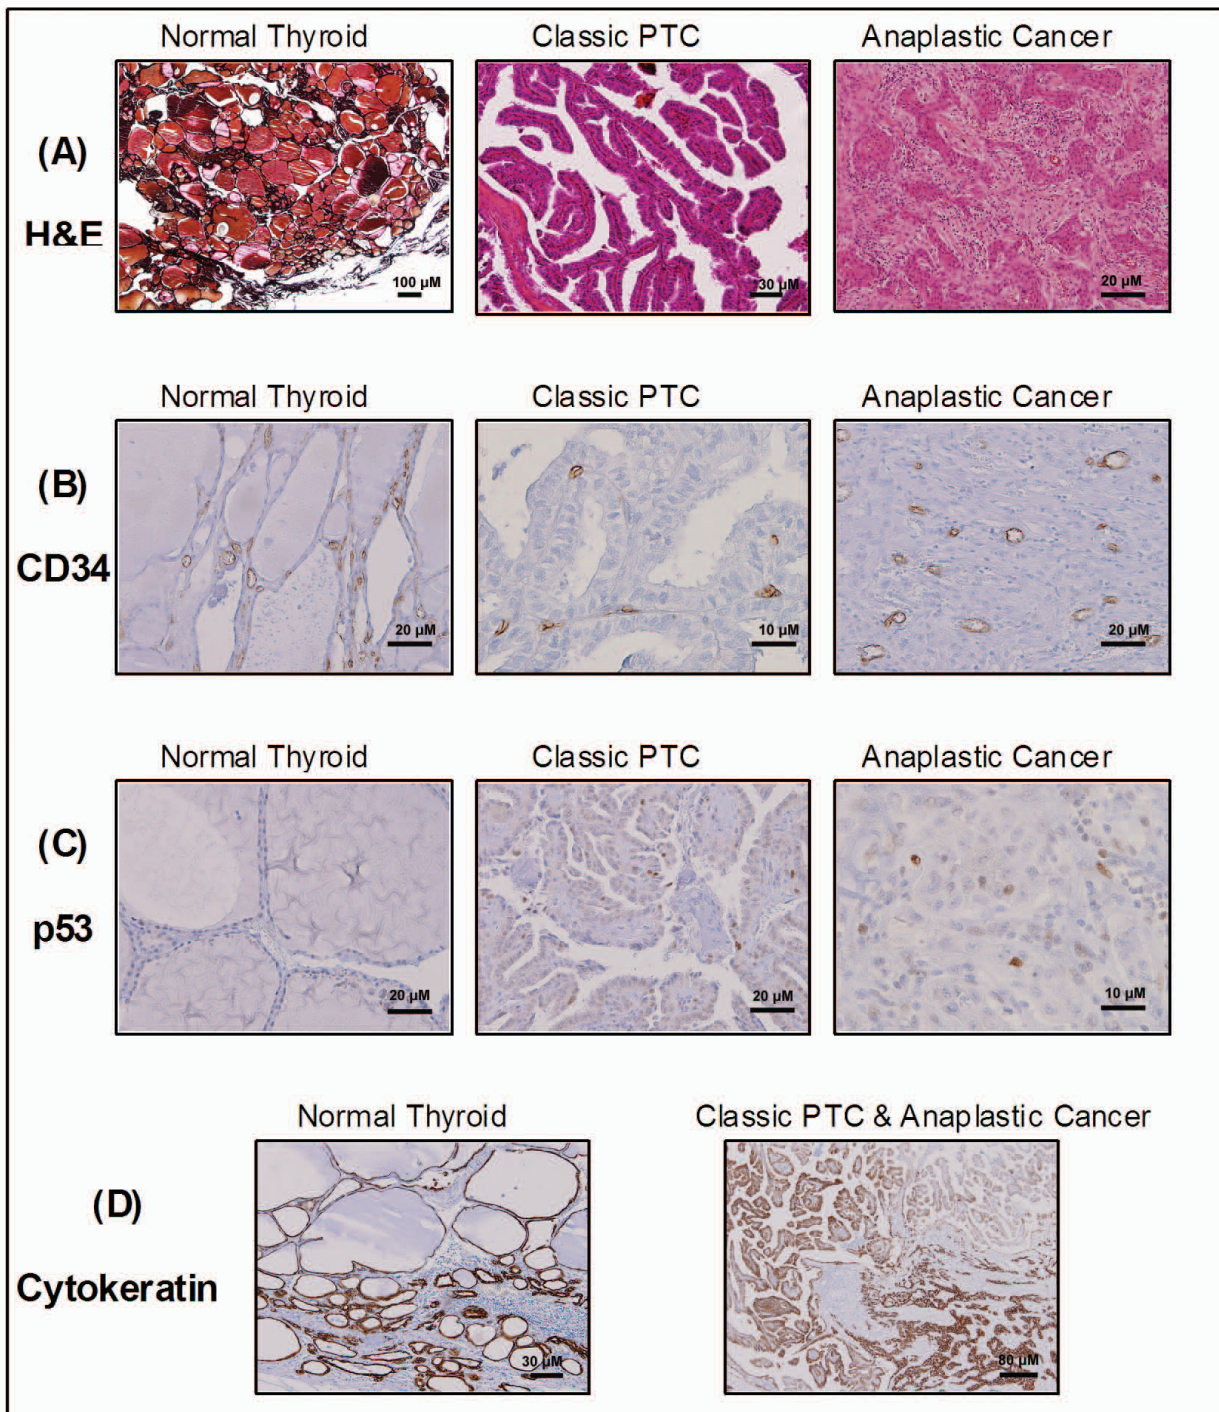 Normal Thyroid Classic PTC Anaplastic Cancer
(A)
H&E
100 µM 30 µM 20 µM
Normal Thyroid Classic PTC Anaplastic Cancer
(B)
CD34
20 µM 10 µM 20 µM
Normal Thyroid Classic PTC Anaplastic Cancer
(C)
p53
20 µM 20 µM 10 µM
Normal Thyroid Classic PTC & Anaplastic Cancer
(D)
Cytokeratin
30 µM 80 µM